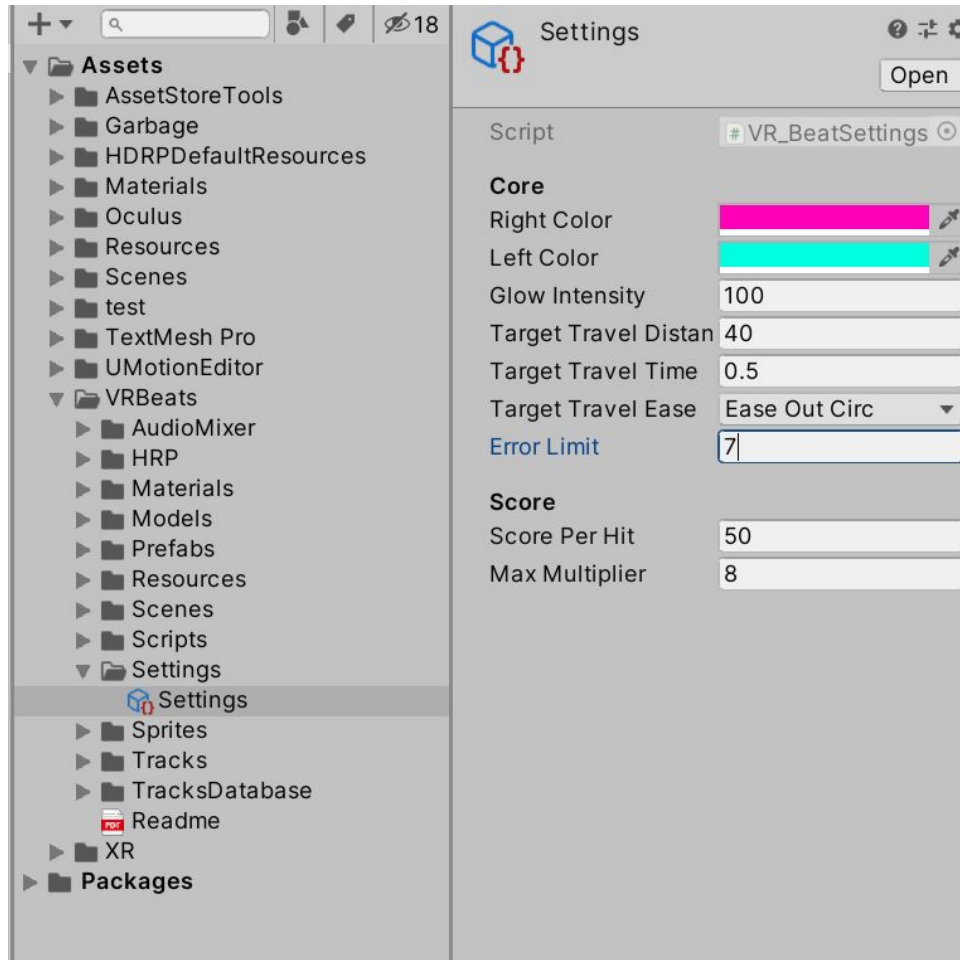 18
Assets
AssetStoreTools
Garbage
HDRPDefaultResources
Materials
Oculus
Resources
Scenes
test
TextMesh Pro
UMotionEditor
VRBeats
AudioMixer
HRP
Materials
Models
Prefabs
Resources
Scenes
Scripts
Settings
{} Settings
Sprites
Tracks
TracksDatabase
PDF Readme
XR
Packages
{} Settings
Open
Script # VR_BeatSettings
Core
Right Color
Left Color
Glow Intensity 100
Target Travel Distan 40
Target Travel Time 0.5
Target Travel Ease Ease Out Circ
Error Limit 7
Score
Score Per Hit 50
Max Multiplier 8